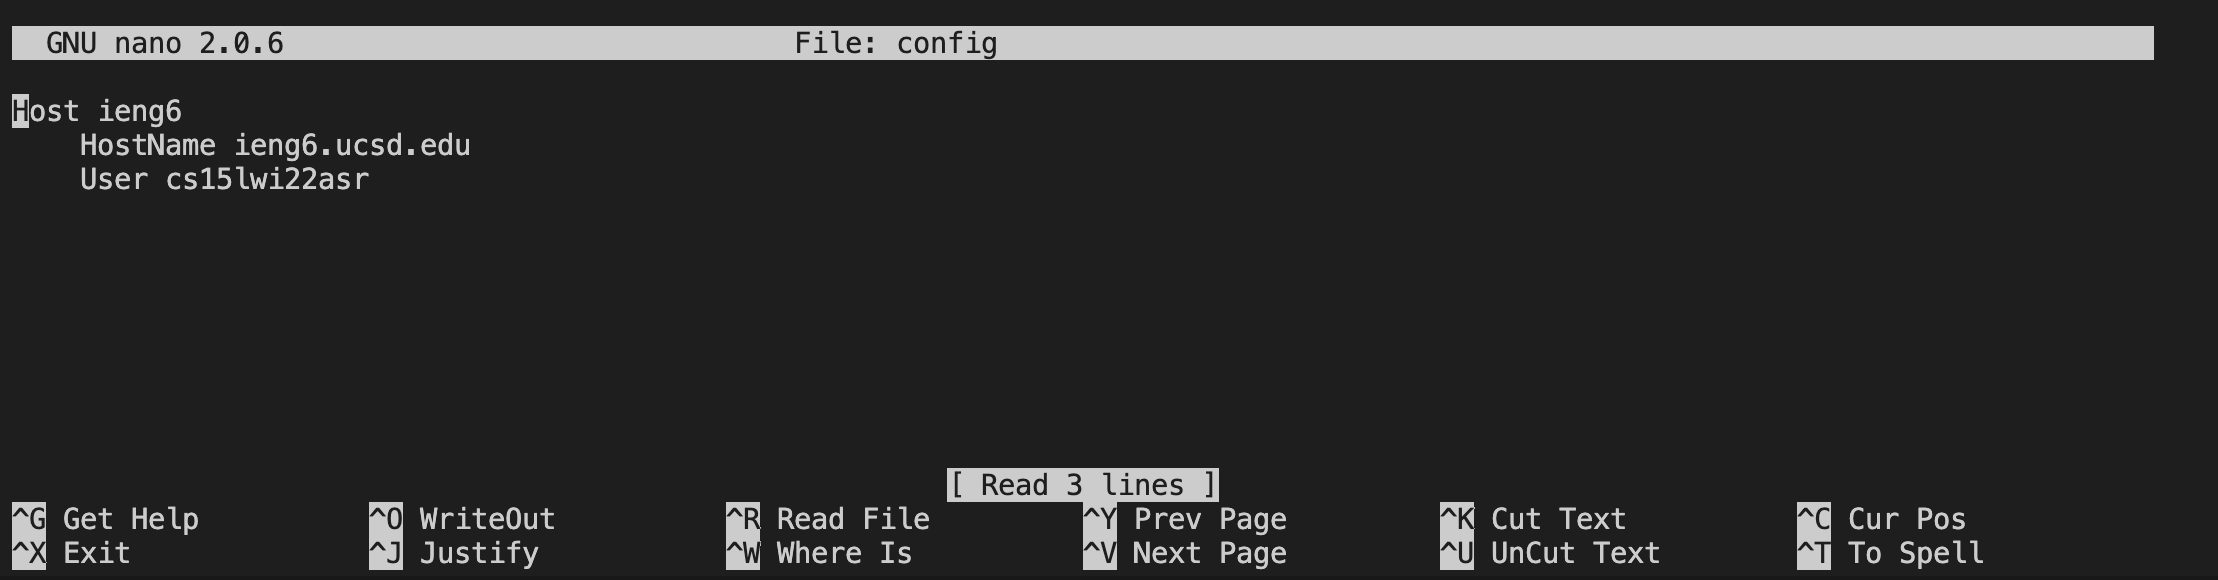 GNU nano 2.0.6 File: config
Host ieng6
HostName ieng6.ucsd.edu
User cs15lwi22asr
[ Read 3 lines ]
^G Get Help ^O WriteOut ^R Read File ^Y Prev Page ^K Cut Text ^C Cur Pos
^X Exit ^J Justify ^W Where Is ^V Next Page ^U UnCut Text ^T To Spell